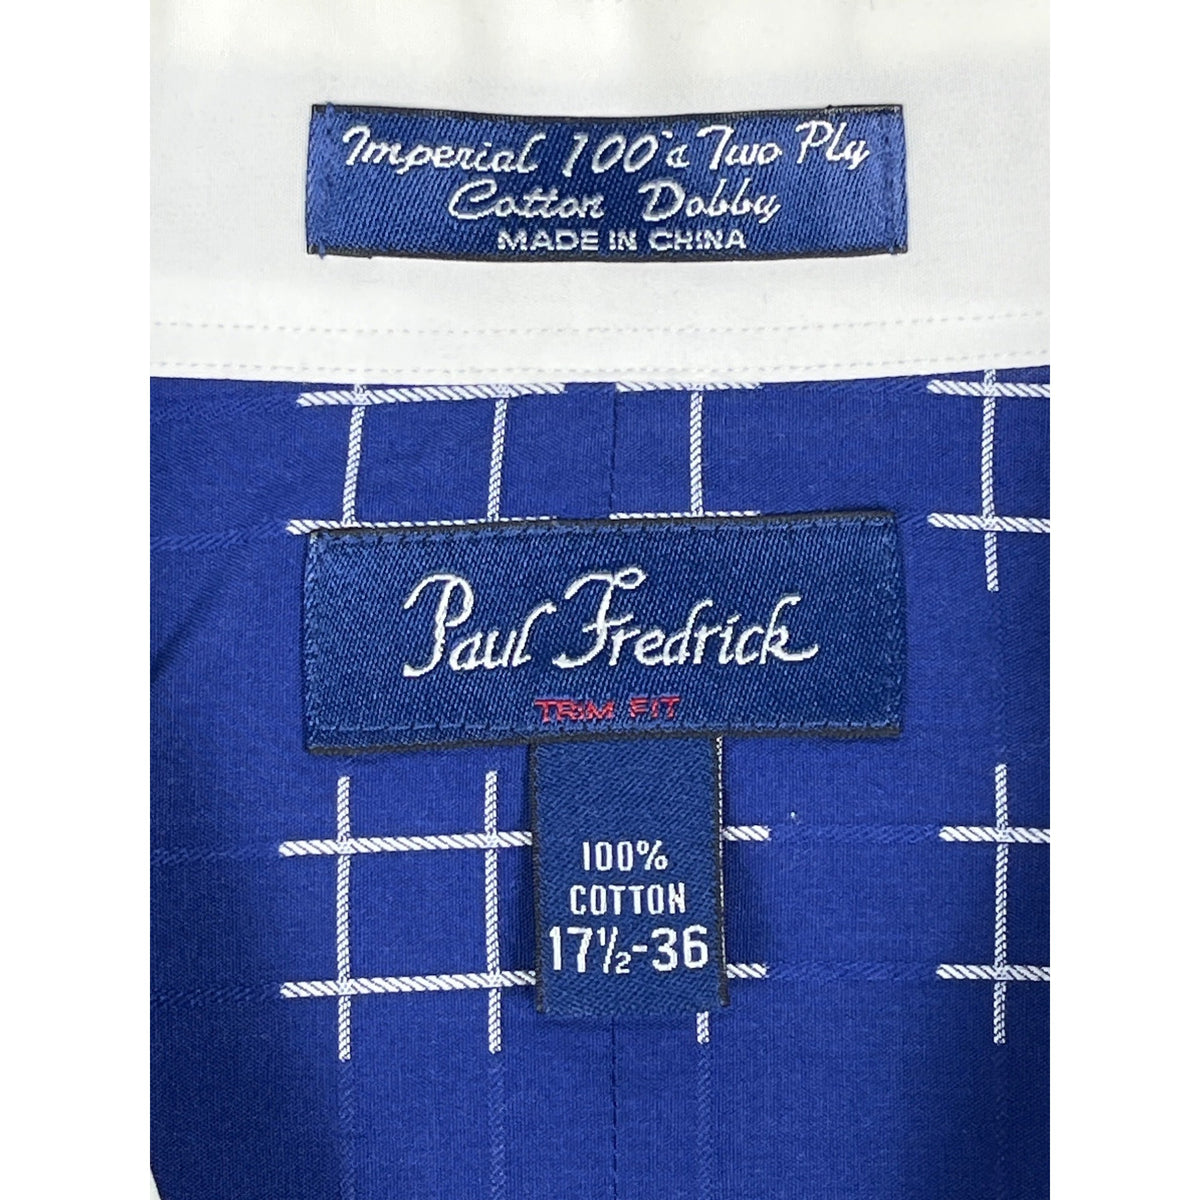 Imperial 100's Two Ply
Cotton Dobby
MADE IN CHINA
Paul Fredrick
TRIM FIT
100%
COTTON
17½-36